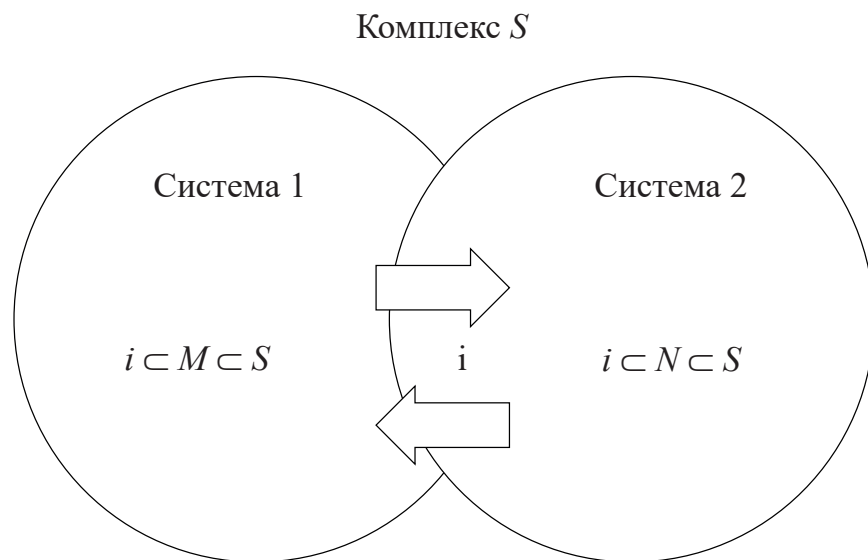 Комплекс S
Система 1
Система 2
i ⊂ M ⊂ S
i
i ⊂ N ⊂ S